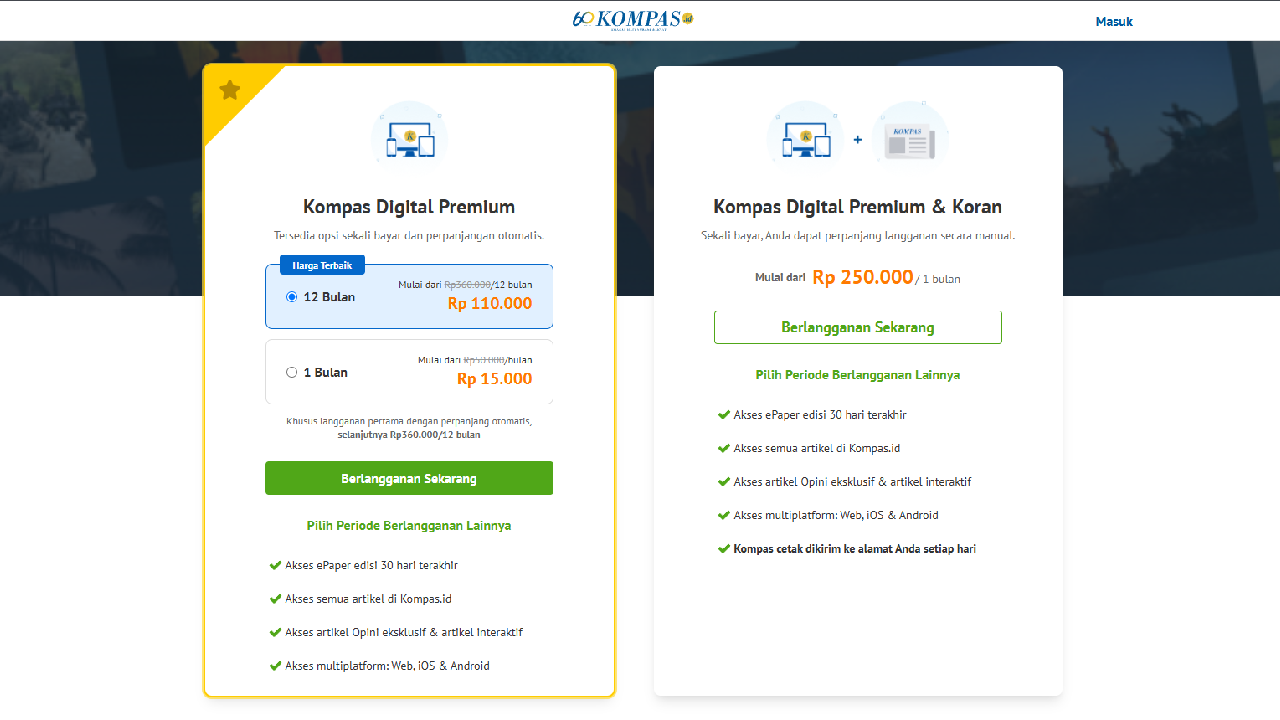 60 KOMPAS.id
Masuk
Kompas Digital Premium
Tersedia opsi sekali bayar dan perpanjangan otomatis.
Harga Terbaik
12 Bulan
Mulai dari Rp360.000/12 bulan
Rp 110.000
1 Bulan
Mulai dari Rp50.000/bulan
Rp 15.000
Khusus langganan pertama dengan perpanjang otomatis,
selanjutnya Rp360.000/12 bulan
Berlangganan Sekarang
Pilih Periode Berlangganan Lainnya
Akses ePaper edisi 30 hari terakhir
Akses semua artikel di Kompas.id
Akses artikel Opini eksklusif & artikel interaktif
Akses multiplatform: Web, iOS & Android
+
KOMPAS
Kompas Digital Premium & Koran
Sekali bayar, Anda dapat perpanjang langganan secara manual.
Mulai dari Rp 250.000 / 1 bulan
Berlangganan Sekarang
Pilih Periode Berlangganan Lainnya
Akses ePaper edisi 30 hari terakhir
Akses semua artikel di Kompas.id
Akses artikel Opini eksklusif & artikel interaktif
Akses multiplatform: Web, iOS & Android
Kompas cetak dikirim ke alamat Anda setiap hari